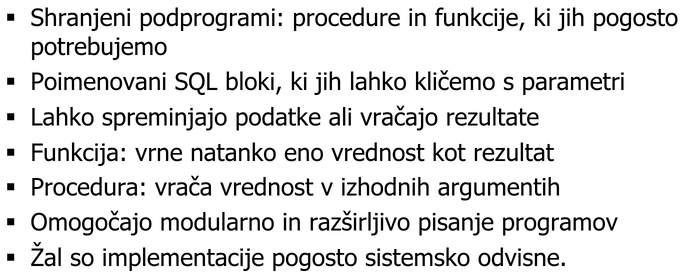 ▪ Shranjeni podprogrami: procedure in funkcije, ki jih pogosto
potrebujemo
▪ Poimenovani SQL bloki, ki jih lahko kličemo s parametri
▪ Lahko spreminjajo podatke ali vračajo rezultate
▪ Funkcija: vrne natanko eno vrednost kot rezultat
▪ Procedura: vrača vrednost v izhodnih argumentih
▪ Omogočajo modularno in razširljivo pisanje programov
▪ Žal so implementacije pogosto sistemsko odvisne.